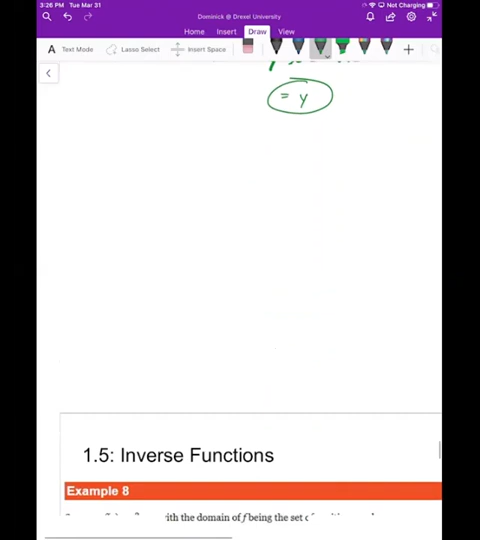 3:26 PM Tue Mar 31
Not Charging
Dominick @ Drexel University
Home Insert Draw View
A Text Mode Lasso Select Insert Space
= y
1.5: Inverse Functions
Example 8
with the domain of f being the set